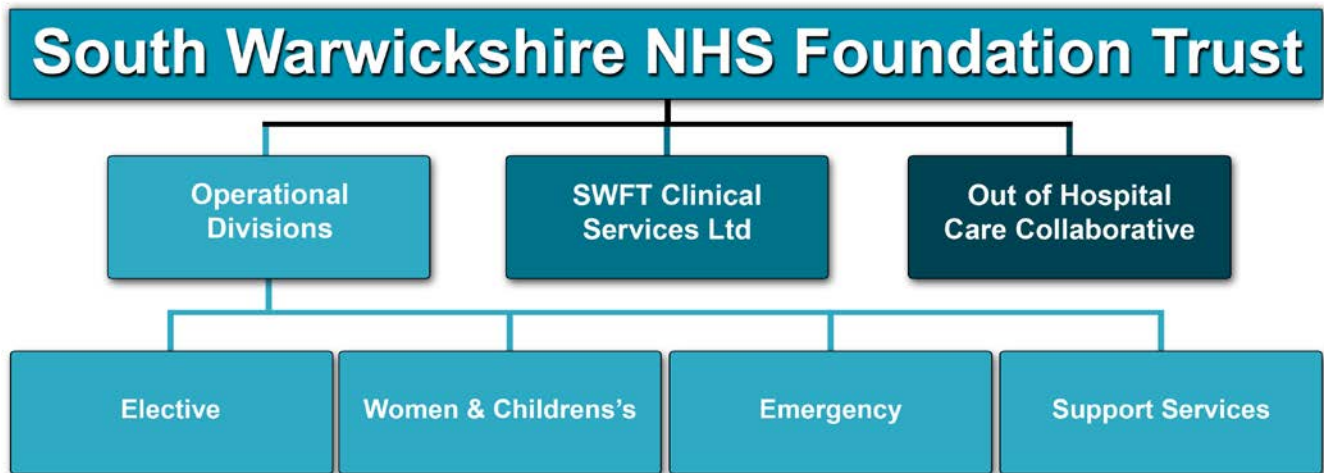 South Warwickshire NHS Foundation Trust
Operational
Divisions
SWFT Clinical
Services Ltd
Out of Hospital
Care Collaborative
Elective
Women & Childrens's
Emergency
Support Services